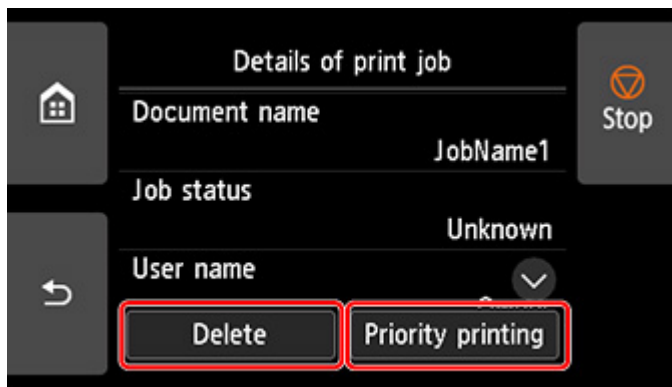 Details of print job
Stop
Document name
JobName1
Job status
Unknown
User name
Delete
Priority printing